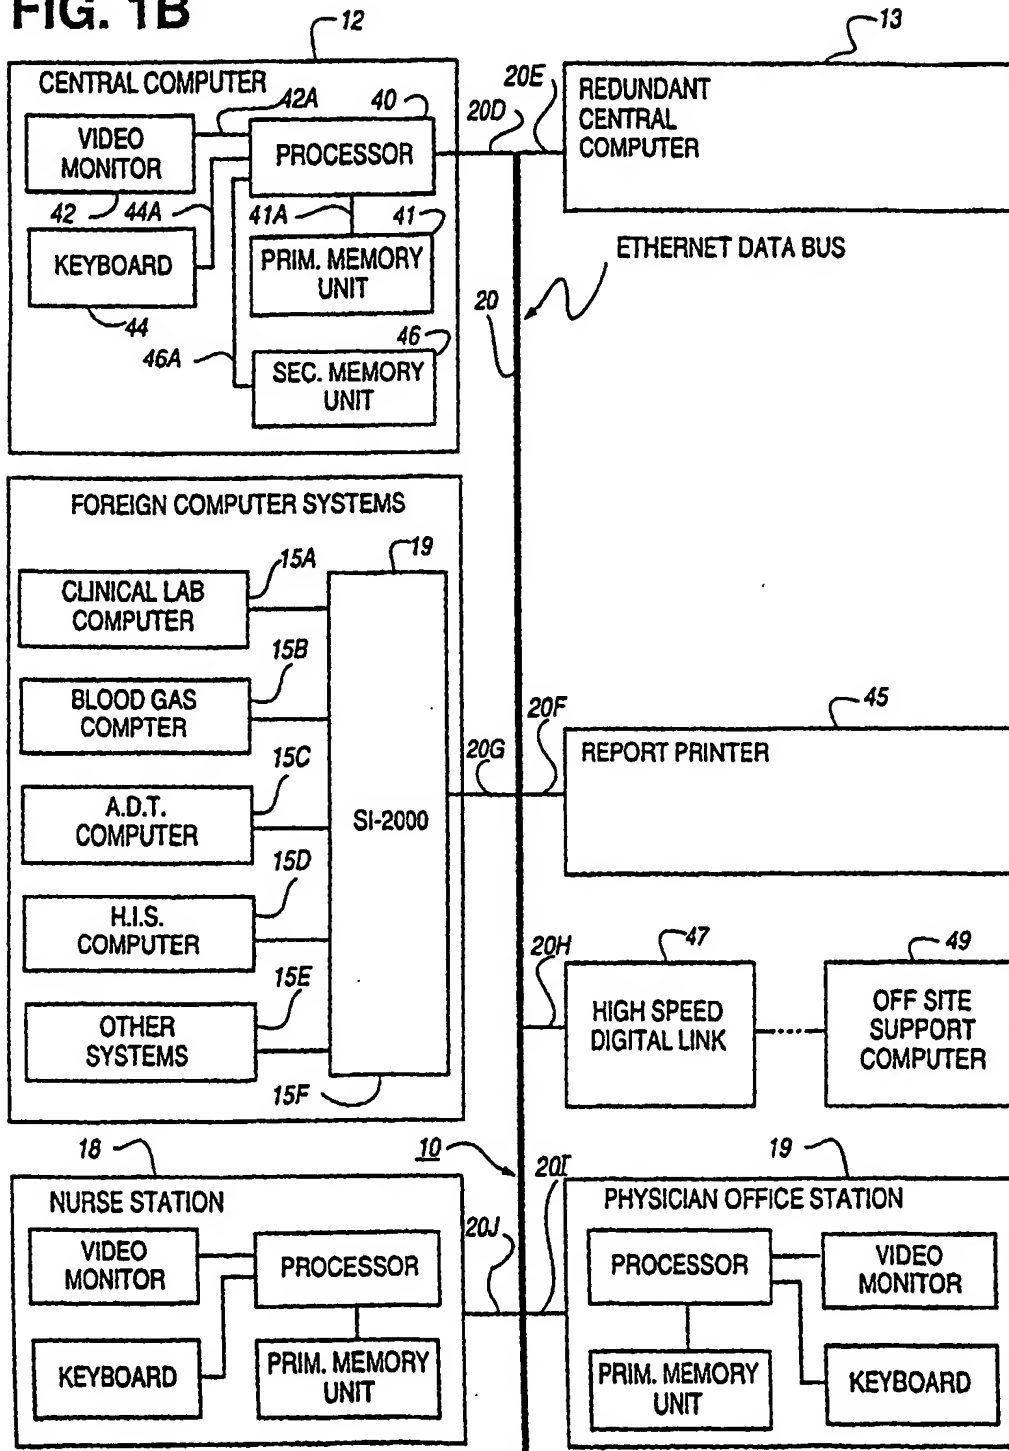 FIG. 1B
12
13
CENTRAL COMPUTER
42A
40
20D
20E
REDUNDANT
CENTRAL
COMPUTER
VIDEO
MONITOR
PROCESSOR
42
44A
41A
41
KEYBOARD
PRIM. MEMORY
UNIT
ETHERNET DATA BUS
20
44
46A
46
SEC. MEMORY
UNIT
FOREIGN COMPUTER SYSTEMS
19
15A
CLINICAL LAB
COMPUTER
15B
BLOOD GAS
COMPTER
15C
A.D.T.
COMPUTER
15D
H.I.S.
COMPUTER
15E
OTHER
SYSTEMS
15F
SI-2000
20G
20F
45
REPORT PRINTER
20H
47
HIGH SPEED
DIGITAL LINK
49
OFF SITE
SUPPORT
COMPUTER
18
10
20I
19
NURSE STATION
VIDEO
MONITOR
PROCESSOR
KEYBOARD
PRIM. MEMORY
UNIT
20J
PHYSICIAN OFFICE STATION
PROCESSOR
VIDEO
MONITOR
PRIM. MEMORY
UNIT
KEYBOARD